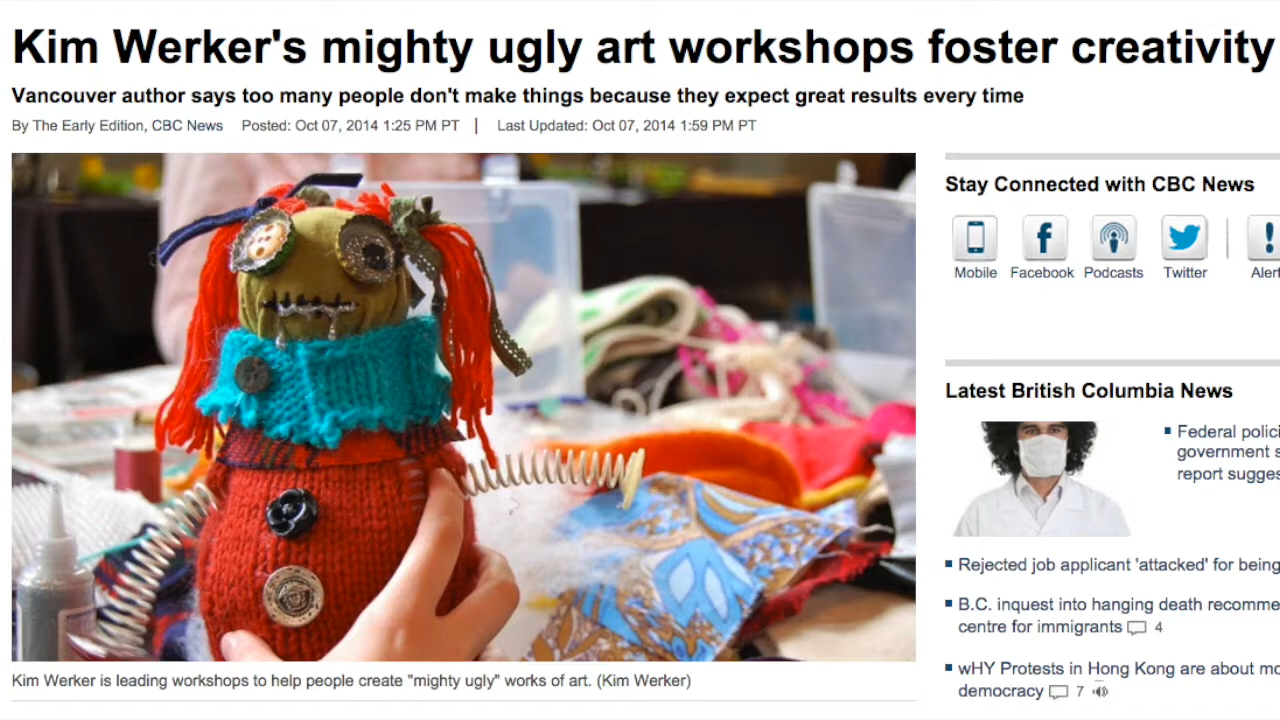 Kim Werker's mighty ugly art workshops foster creativity
Vancouver author says too many people don't make things because they expect great results every time
By The Early Edition, CBC News Posted: Oct 07, 2014 1:25 PM PT | Last Updated: Oct 07, 2014 1:59 PM PT
Kim Werker is leading workshops to help people create "mighty ugly" works of art. (Kim Werker)
Stay Connected with CBC News
Mobile Facebook Podcasts Twitter Alert
Latest British Columbia News
Federal polici
government s
report sugges
Rejected job applicant 'attacked' for being
B.C. inquest into hanging death recomme
centre for immigrants 4
wHY Protests in Hong Kong are about mo
democracy 7